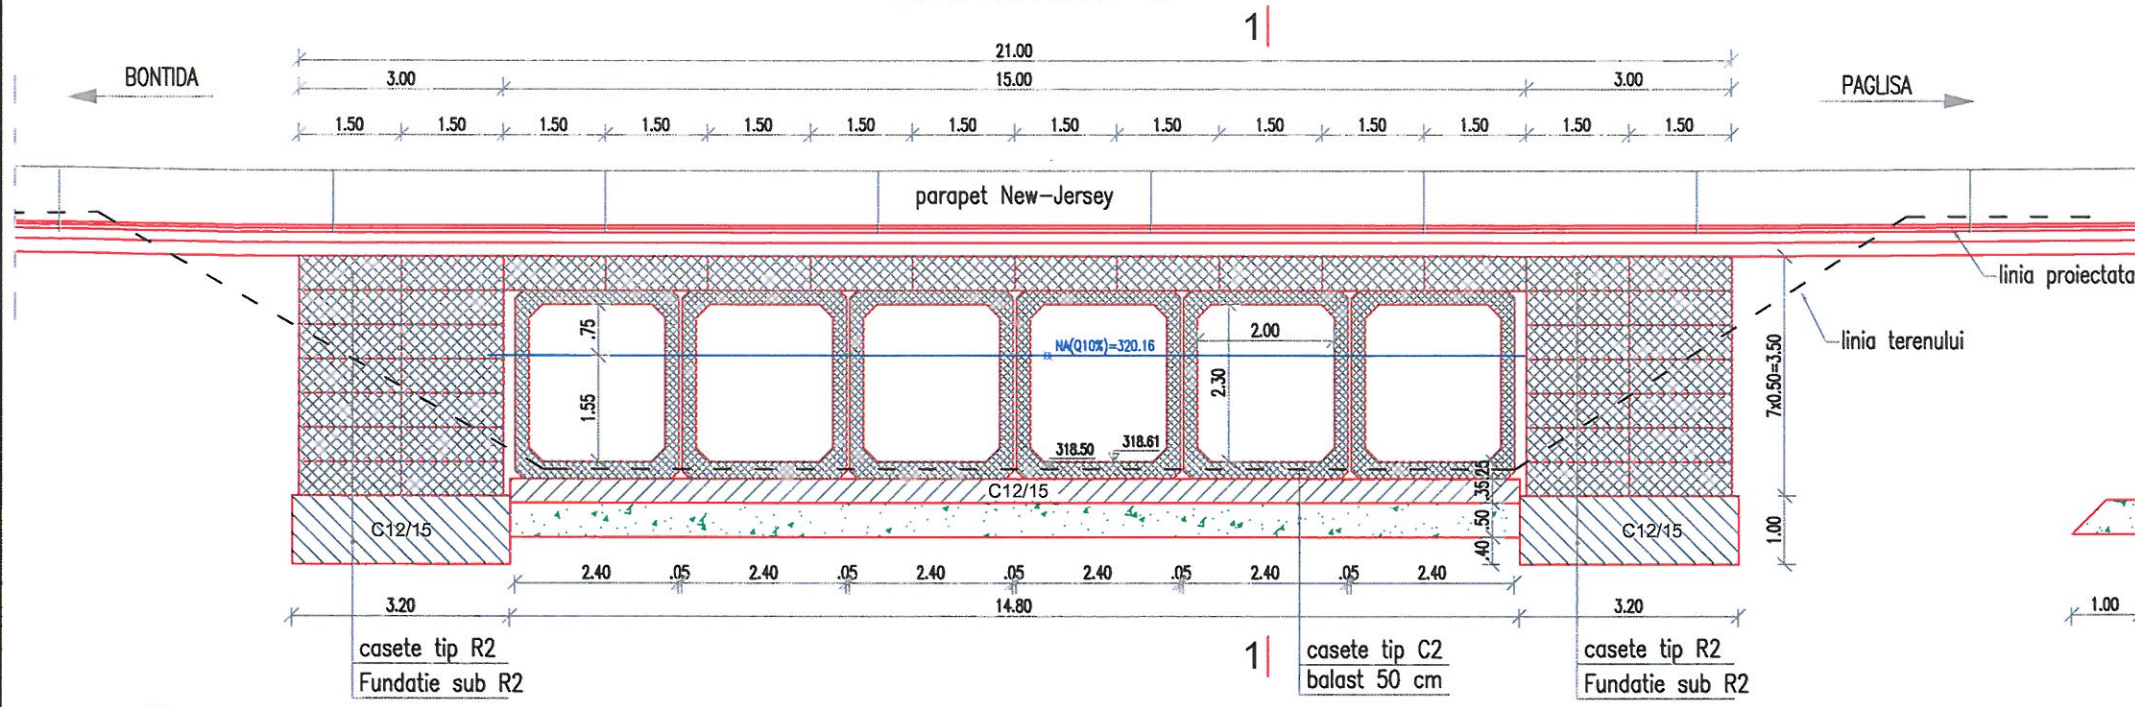 1
21.00
BONTIDA
3.00 15.00 3.00
PAGLISA
1.50 1.50 1.50 1.50 1.50 1.50 1.50 1.50 1.50 1.50 1.50 1.50 1.50 1.50
parapet New-Jersey
linia proiectata
linia terenului
.75
1.55
NA(Q10%)=320.16
2.00
2.30
318.50 318.61
7x0.50=3.50
1.00
.25
.35
.50
.40
C12/15
C12/15
C12/15
2.40 .05 2.40 .05 2.40 .05 2.40 .05 2.40 .05 2.40
3.20 14.80 3.20
1.00
1
casete tip R2
Fundatie sub R2
casete tip C2
balast 50 cm
casete tip R2
Fundatie sub R2